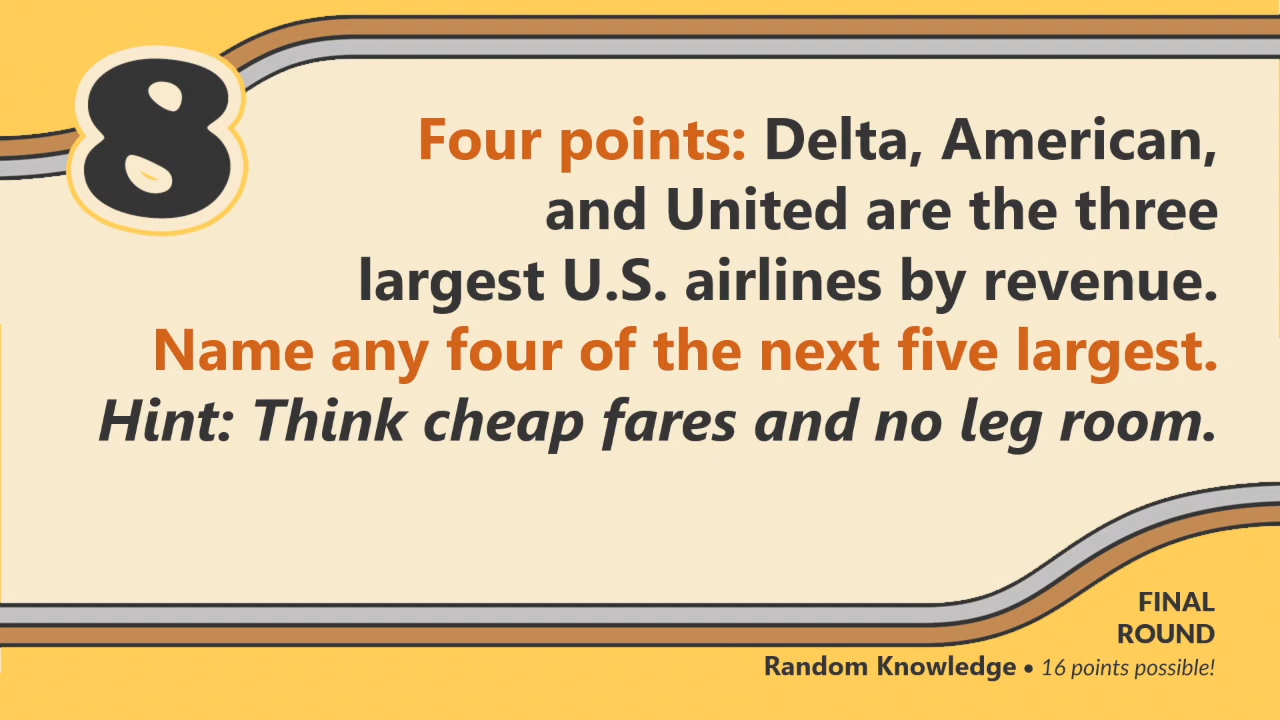 8
Four points: Delta, American,
and United are the three
largest U.S. airlines by revenue.
Name any four of the next five largest.
Hint: Think cheap fares and no leg room.
FINAL
ROUND
Random Knowledge • 16 points possible!